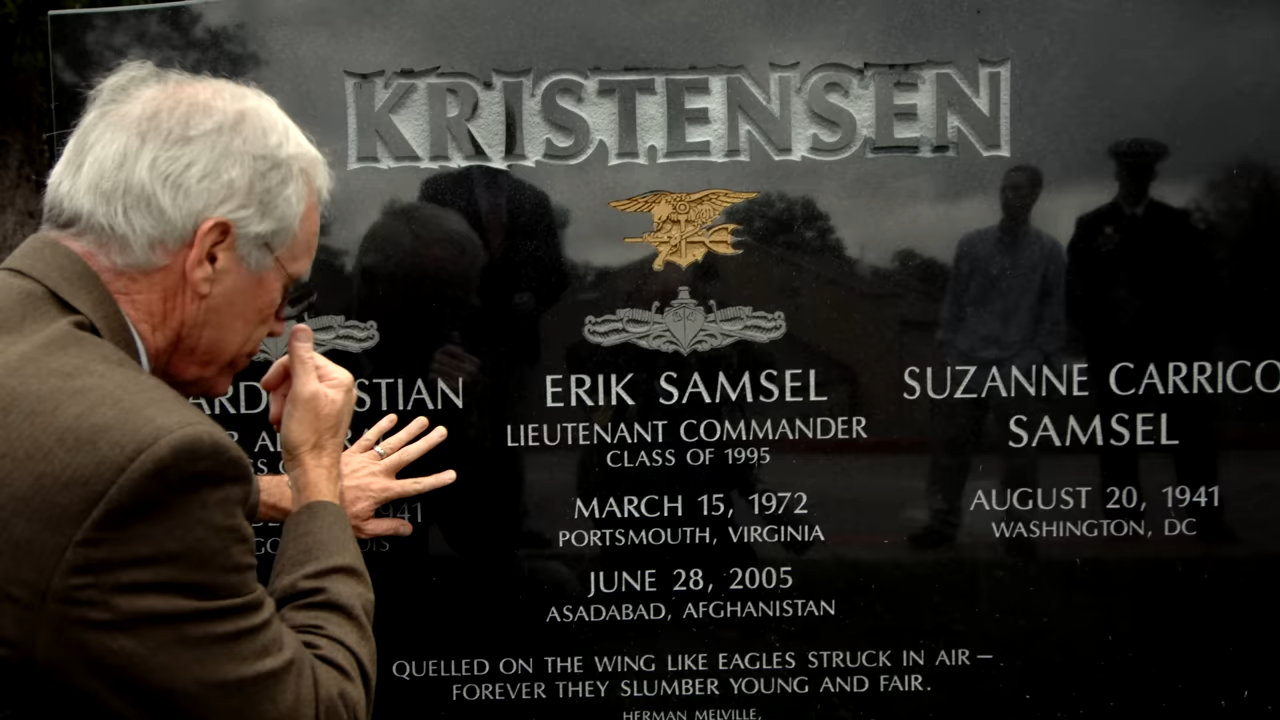 KRISTENSEN
ARD STIAN
ERIK SAMSEL
LIEUTENANT COMMANDER
CLASS OF 1995
MARCH 15, 1972
PORTSMOUTH, VIRGINIA
JUNE 28, 2005
ASADABAD, AFGHANISTAN
SUZANNE CARRICO
SAMSEL
AUGUST 20, 1941
WASHINGTON, DC
QUELLED ON THE WING LIKE EAGLES STRUCK IN AIR —
FOREVER THEY SLUMBER YOUNG AND FAIR.
HERMAN MELVILLE,